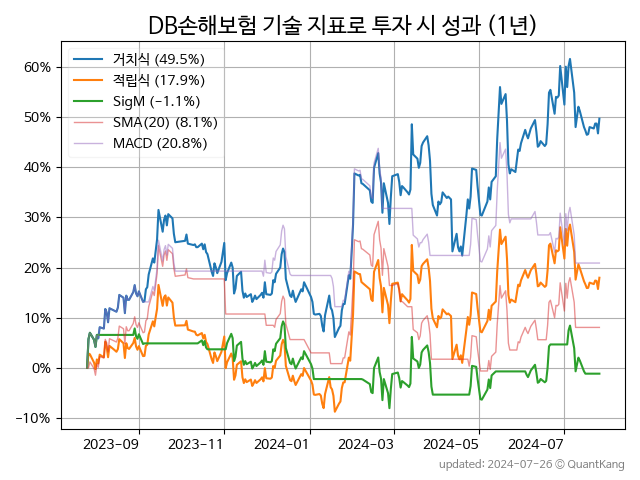 DB손해보험 기술 지표로 투자 시 성과 (1년)
60%
50%
40%
30%
20%
10%
0%
−10%
거치식 (49.5%)
적립식 (17.9%)
SigM (−1.1%)
SMA(20) (8.1%)
MACD (20.8%)
2023-09 2023-11 2024-01 2024-03 2024-05 2024-07
updated: 2024-07-26 © QuantKang